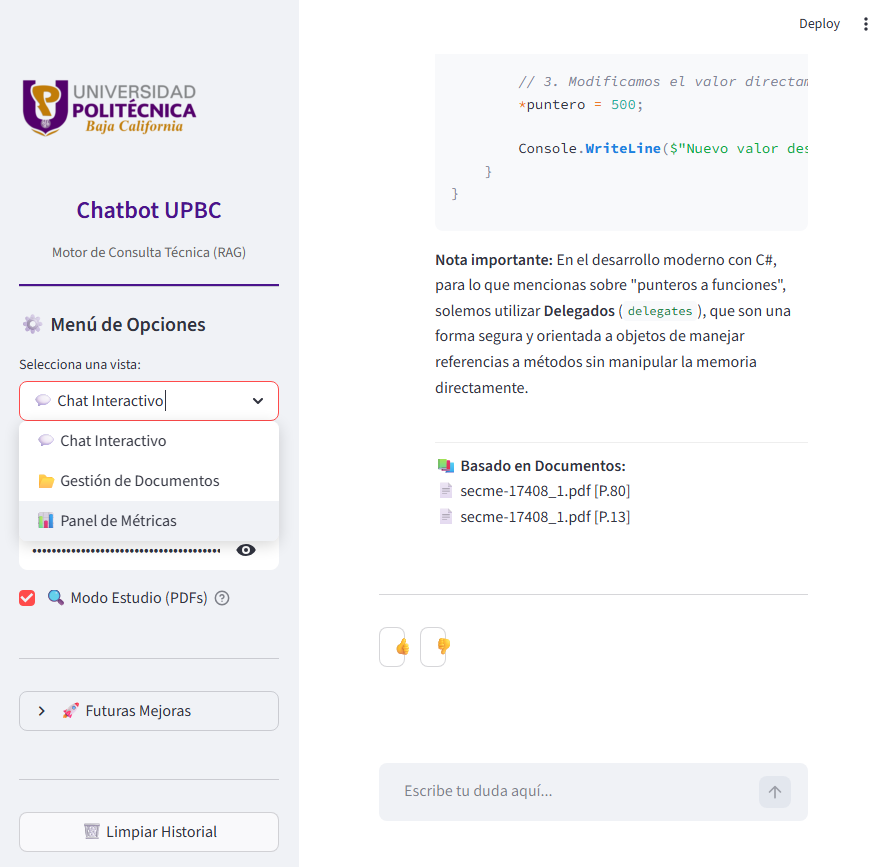 Deploy
UNIVERSIDAD
POLITÉCNICA
Baja California
Chatbot UPBC
Motor de Consulta Técnica (RAG)
Menú de Opciones
Selecciona una vista:
Chat Interactivo
Chat Interactivo
Gestión de Documentos
Panel de Métricas
Modo Estudio (PDFs)
Futuras Mejoras
Limpiar Historial
// 3. Modificamos el valor
*puntero = 500;
Console.WriteLine($"Nuevo valor
}
}
Nota importante: En el desarrollo moderno con C#,
para lo que mencionas sobre "punteros a funciones",
solemos utilizar Delegados ( delegates ), que son una
forma segura y orientada a objetos de manejar
referencias a métodos sin manipular la memoria
directamente.
Basado en Documentos:
secme-17408_1.pdf [P.80]
secme-17408_1.pdf [P.13]
Escribe tu duda aquí...